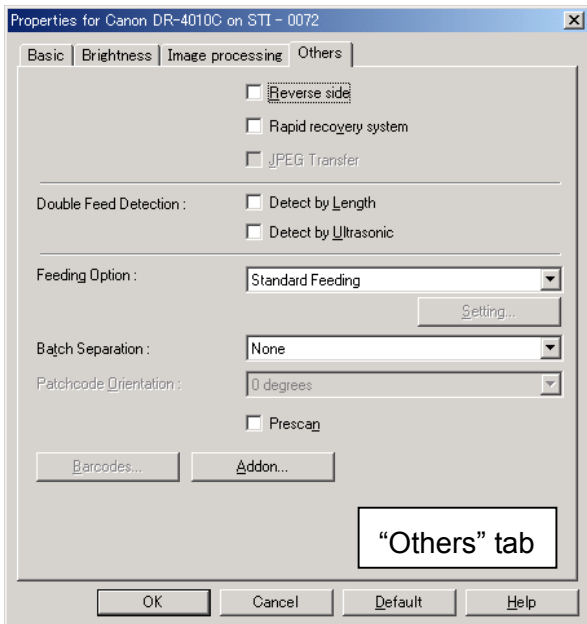 Properties for Canon DR-4010C on STI - 0072
Basic Brightness Image processing Others
Reverse side
Rapid recovery system
JPEG Transfer
Double Feed Detection : Detect by Length
Detect by Ultrasonic
Feeding Option : Standard Feeding
Setting...
Batch Separation : None
Patchcode Orientation : 0 degrees
Prescan
Barcodes... Addon...
“Others” tab
OK Cancel Default Help